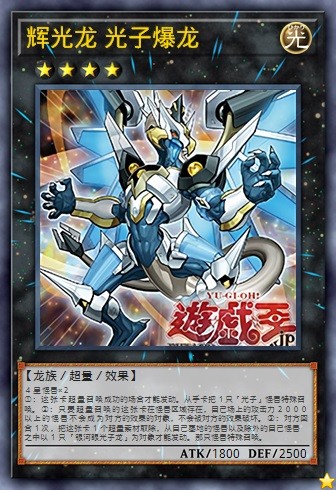 辉光龙 光子爆龙
光
YU-GI-OH!
遊戯王
JP
【龙族／超量／效果】
４星怪兽×２
①：这张卡超量召唤成功的场合才能发动。从手卡把１只「光子」怪兽特殊召
唤。②：只要超量召唤的这张卡在怪兽区域存在，自己场上的攻击力２０００
以上的怪兽不会成为对方的效果的对象，不会被对方的效果破坏。③：对方回
合１次，把这张卡１个超量素材取除，从自己墓地的怪兽以及除外的自己怪兽
之中以１只「银河眼光子龙」为对象才能发动。那只怪兽特殊召唤。
ATK/1800 DEF/2500